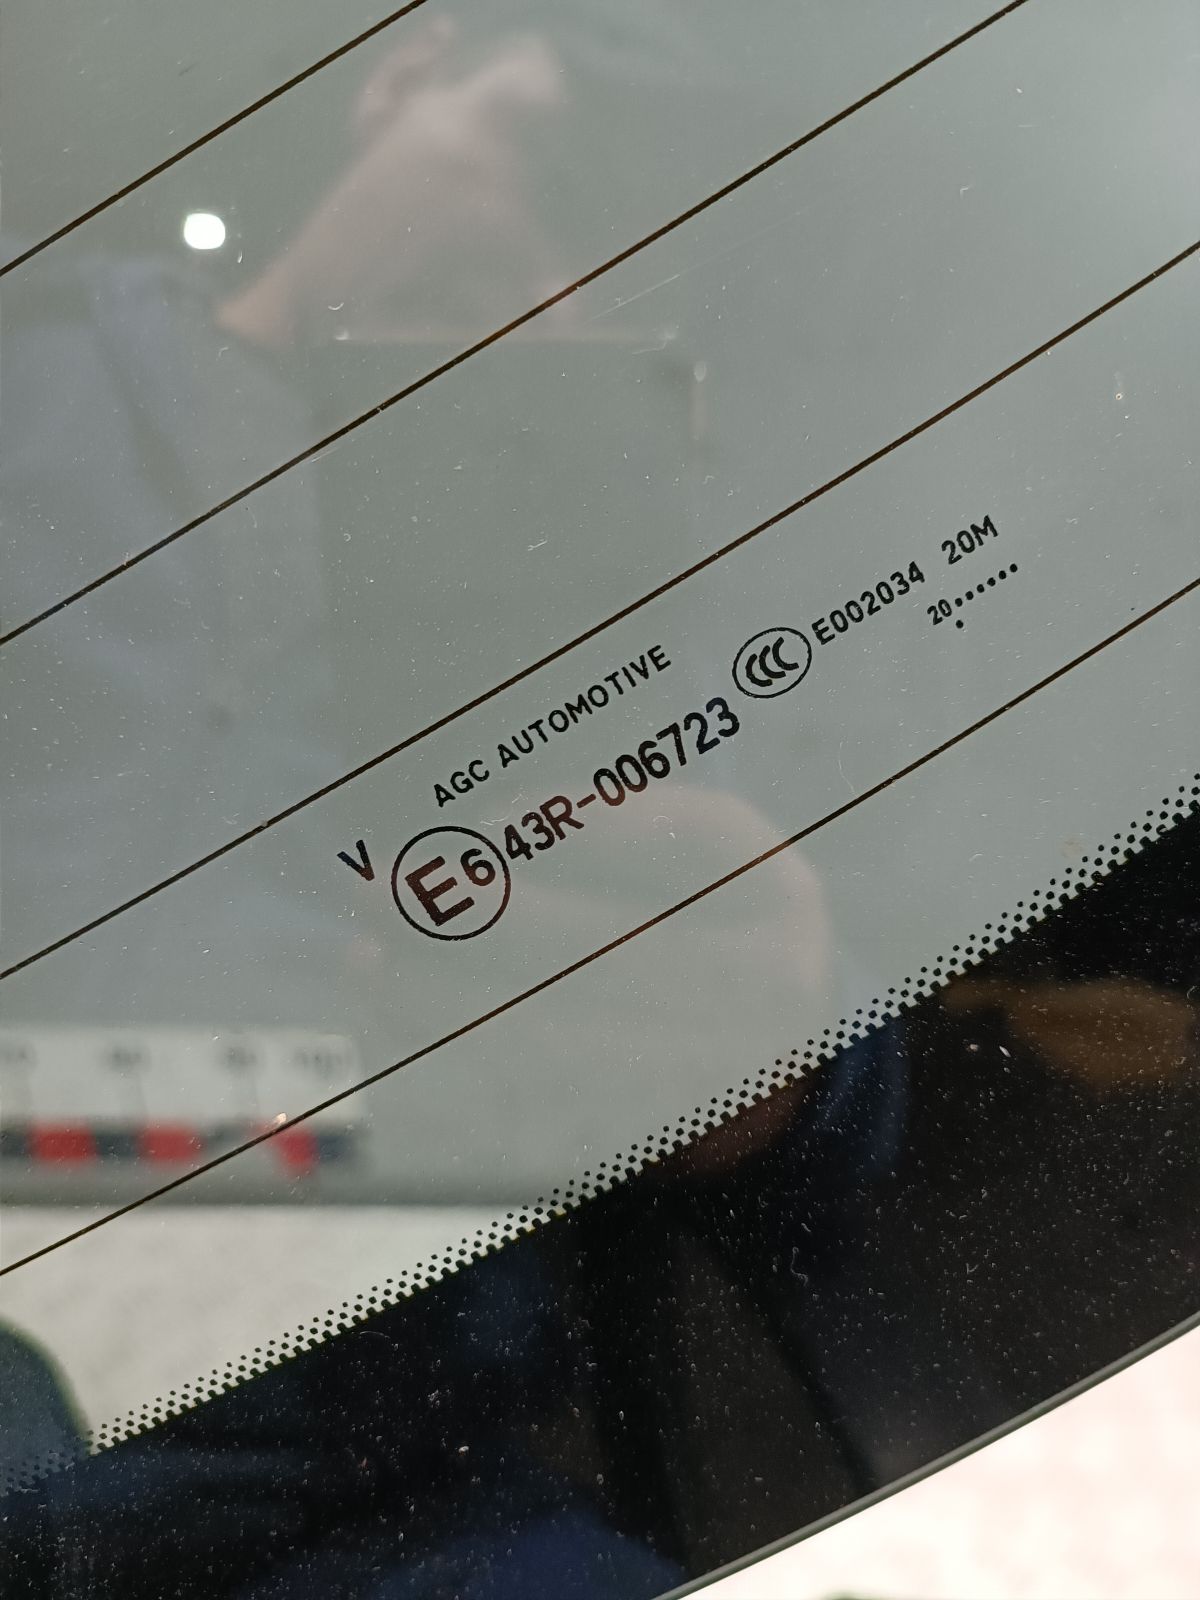 AGC AUTOMOTIVE
V E6 43R-006723 CCC E002034 20M
20.......